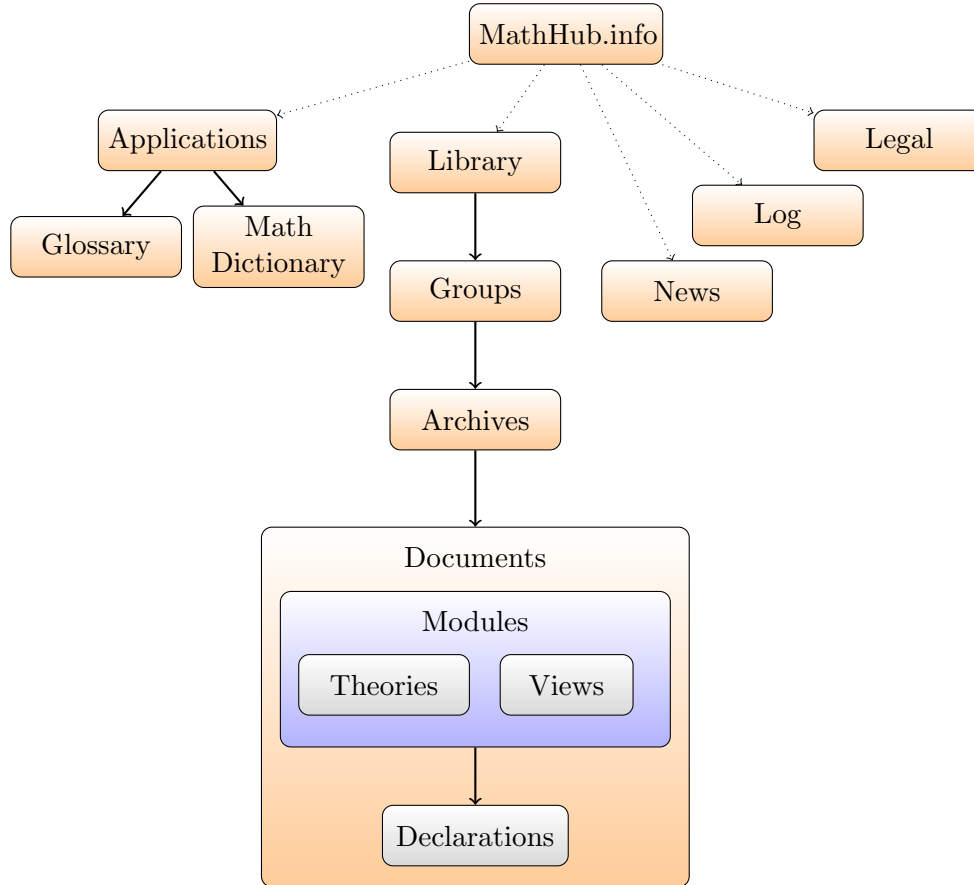 MathHub.info
Applications
Library
Legal
Log
Glossary
Math
Dictionary
Groups
News
Archives
Documents
Modules
Theories
Views
Declarations